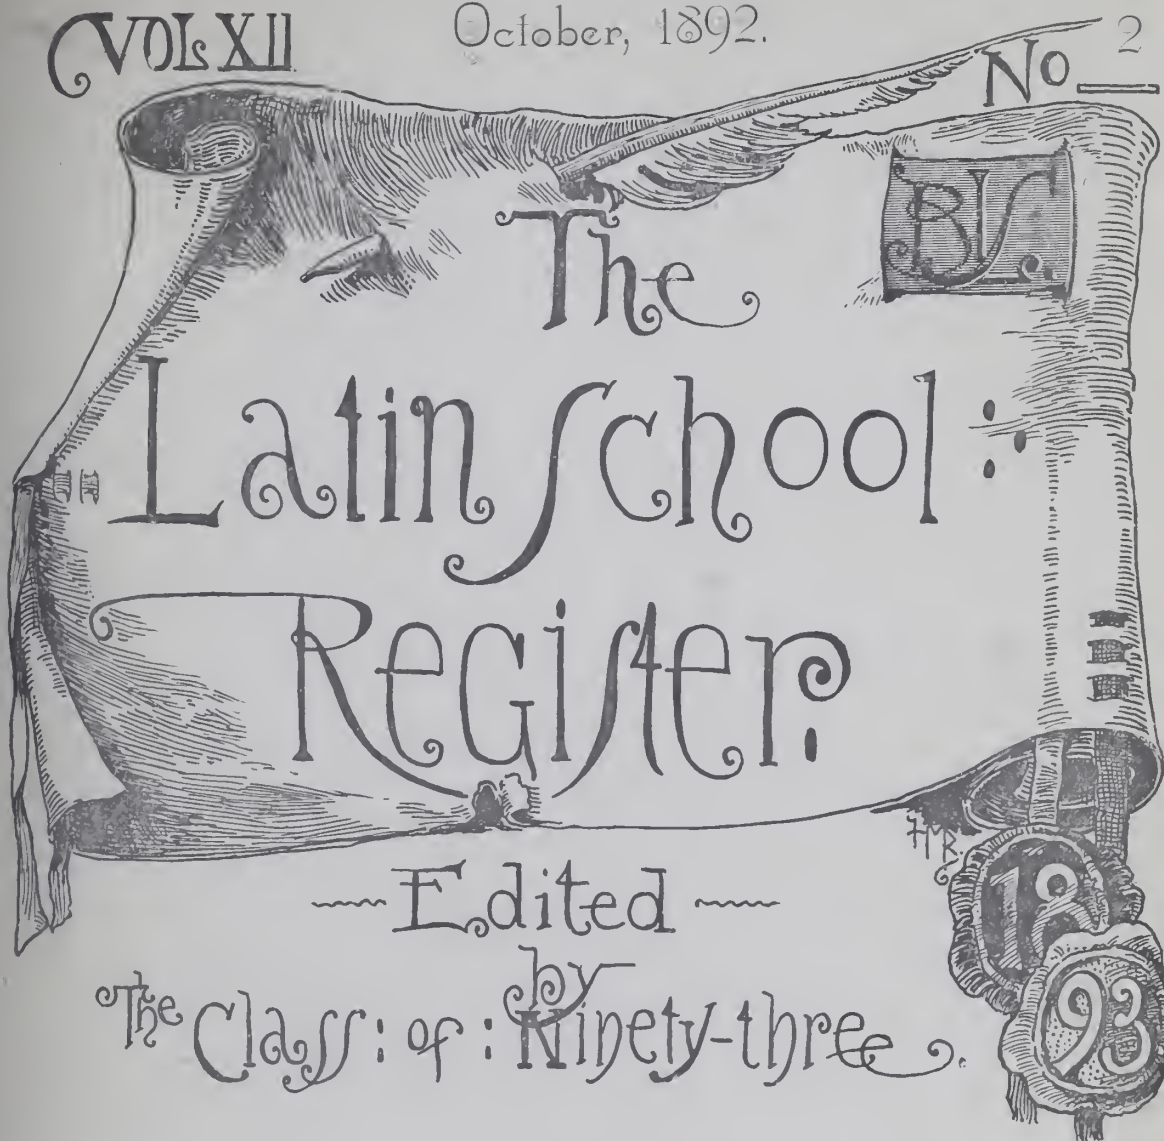 VOL XII
October, 1892.
No 2
BLS
The
Latin School :
Register.
Edited
by
The Class : of : Ninety-three.
HMB.
18
93